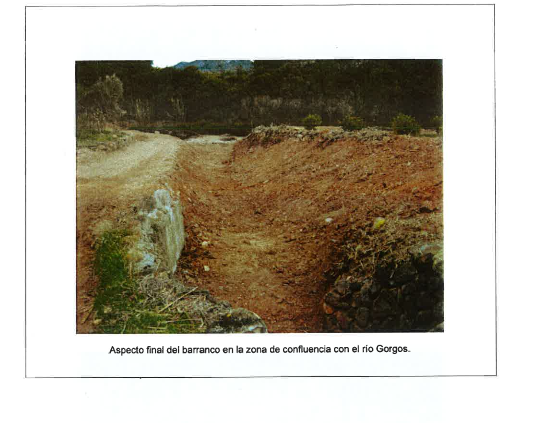 Aspecto final del barranco en la zona de confluencia con el río Gorgos.